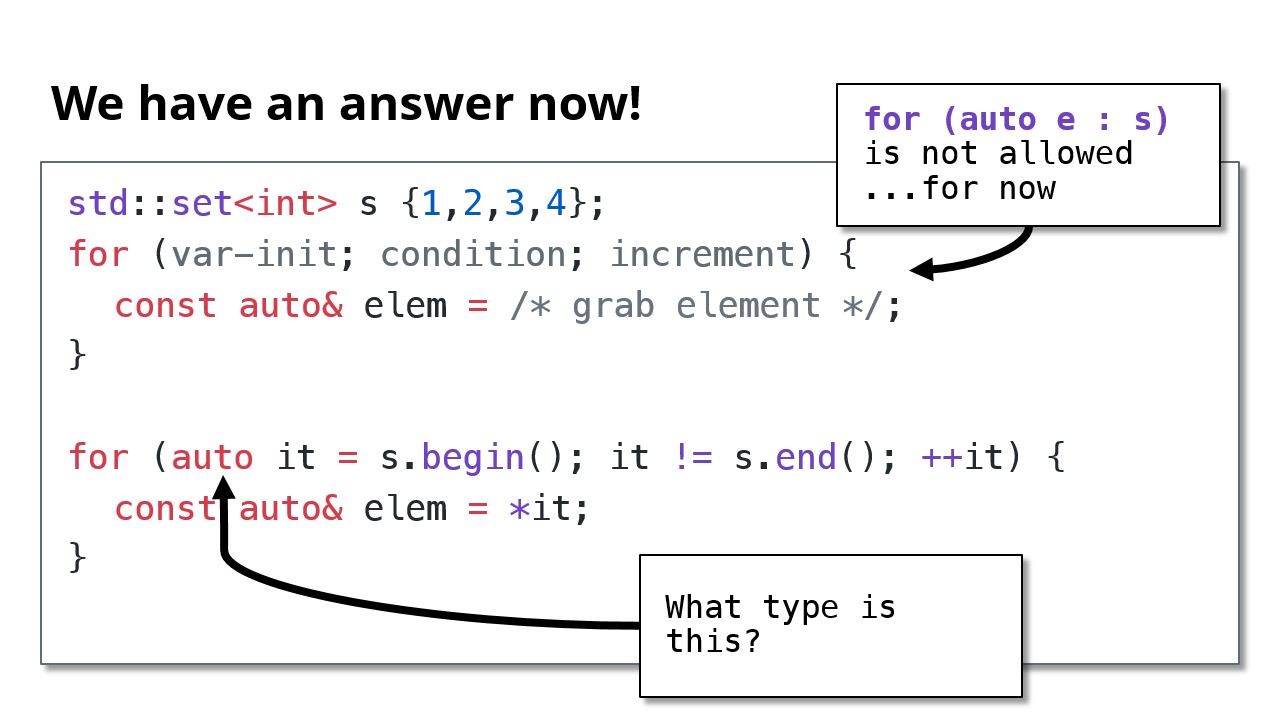 We have an answer now!
for (auto e : s)
is not allowed
...for now
std::set<int> s {1,2,3,4};
for (var-init; condition; increment) {
  const auto& elem = /* grab element */;
}
for (auto it = s.begin(); it != s.end(); ++it) {
  const auto& elem = *it;
}
What type is
this?